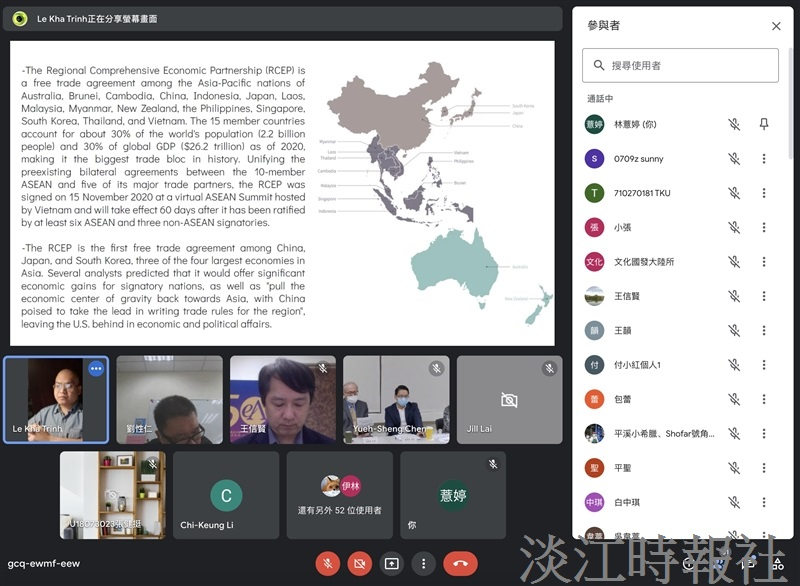 Le Kha Trinh正在分享螢幕畫面
-The Regional Comprehensive Economic Partnership (RCEP) is
a free trade agreement among the Asia-Pacific nations of
Australia, Brunei, Cambodia, China, Indonesia, Japan, Laos,
Malaysia, Myanmar, New Zealand, the Philippines, Singapore,
South Korea, Thailand, and Vietnam. The 15 member countries
account for about 30% of the world's population (2.2 billion
people) and 30% of global GDP ($26.2 trillion) as of 2020,
making it the biggest trade bloc in history. Unifying the
preexisting bilateral agreements between the 10-member
ASEAN and five of its major trade partners, the RCEP was
signed on 15 November 2020 at a virtual ASEAN Summit hosted
by Vietnam and will take effect 60 days after it has been ratified
by at least six ASEAN and three non-ASEAN signatories.
-The RCEP is the first free trade agreement among China,
Japan, and South Korea, three of the four largest economies in
Asia. Several analysts predicted that it would offer significant
economic gains for signatory nations, as well as "pull the
economic center of gravity back towards Asia, with China
poised to take the lead in writing trade rules for the region",
leaving the U.S. behind in economic and political affairs.
South Korea
Japan
China
Myanmar
Laos
Thailand
Cambodia
Malaysia
Singapore
Indonesia
Vietnam
Philippines
Brunei
Australia
New Zealand
Le Kha Trinh
劉性仁
王信賢
Yueh-Sheng Chen
Jill Lai
C
Chi-Keung Li
伊林
還有另外 52 位使用者
薏婷
你
gcq-ewmf-eew
參與者
搜尋使用者
通話中
薏婷
林薏婷 (你)
S
0709z sunny
T
710270181 TKU
張
小張
文化
文化國發大陸所
王信賢
韻
王韻
付
付小紅個人1
蕾
包蕾
平溪小希臘、Shofar號角...
聖
平聖
中琪
白中琪
淡江時報社